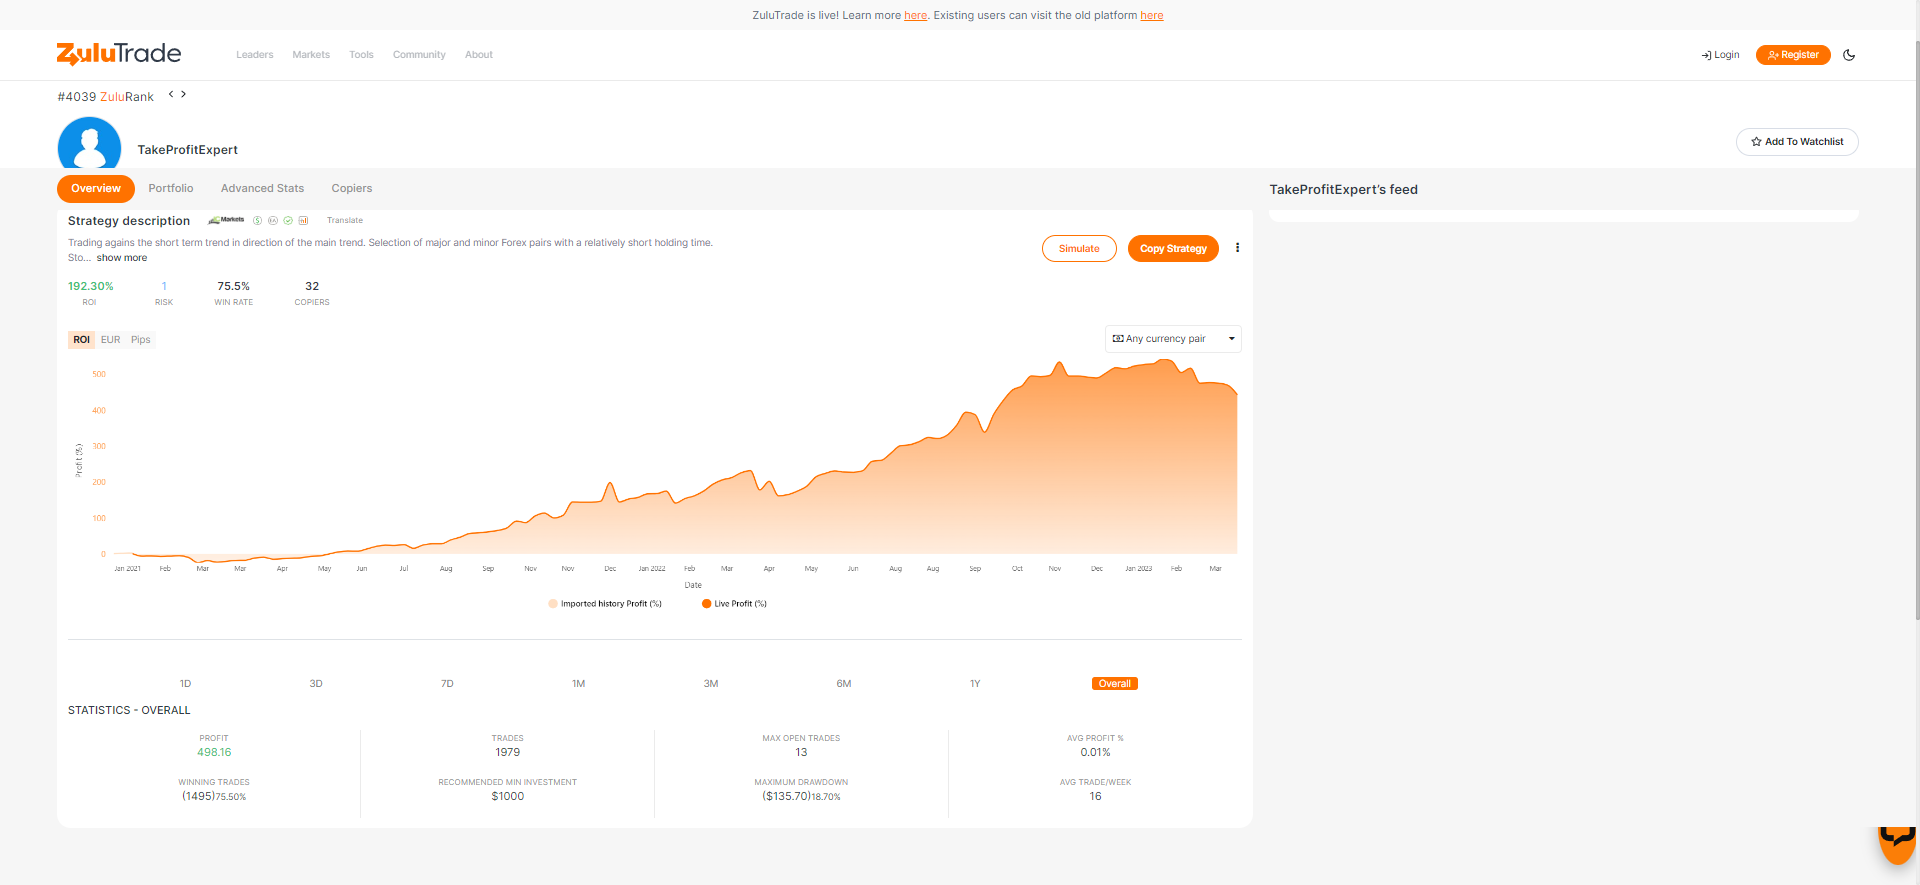 ZuluTrade is live! Learn more here. Existing users can visit the old platform here
ZuluTrade
Leaders Markets Tools Community About
Login
Register
#4039 ZuluRank
TakeProfitExpert
Add To Watchlist
Overview Portfolio Advanced Stats Copiers
TakeProfitExpert's feed
Strategy description Markets Translate
Trading agains the short term trend in direction of the main trend. Selection of major and minor Forex pairs with a relatively short holding time.
Sto... show more
Simulate
Copy Strategy
192.30% 1 75.5% 32
ROI RISK WIN RATE COPIERS
ROI EUR Pips
Any currency pair
500
400
300
200
100
0
Profit (%)
Jan 2021 Feb Mar Mar Apr May Jun Jul Aug Sep Nov Nov Dec Jan 2022 Feb Mar Apr May Jun Aug Aug Sep Oct Nov Dec Jan 2023 Feb Mar
Date
Imported history Profit (%) Live Profit (%)
1D 3D 7D 1M 3M 6M 1Y Overall
STATISTICS - OVERALL
PROFIT TRADES MAX OPEN TRADES AVG PROFIT %
498.16 1979 13 0.01%
WINNING TRADES RECOMMENDED MIN INVESTMENT MAXIMUM DRAWDOWN AVG TRADE/WEEK
(1495)75.50% $1000 ($135.70)18.70% 16